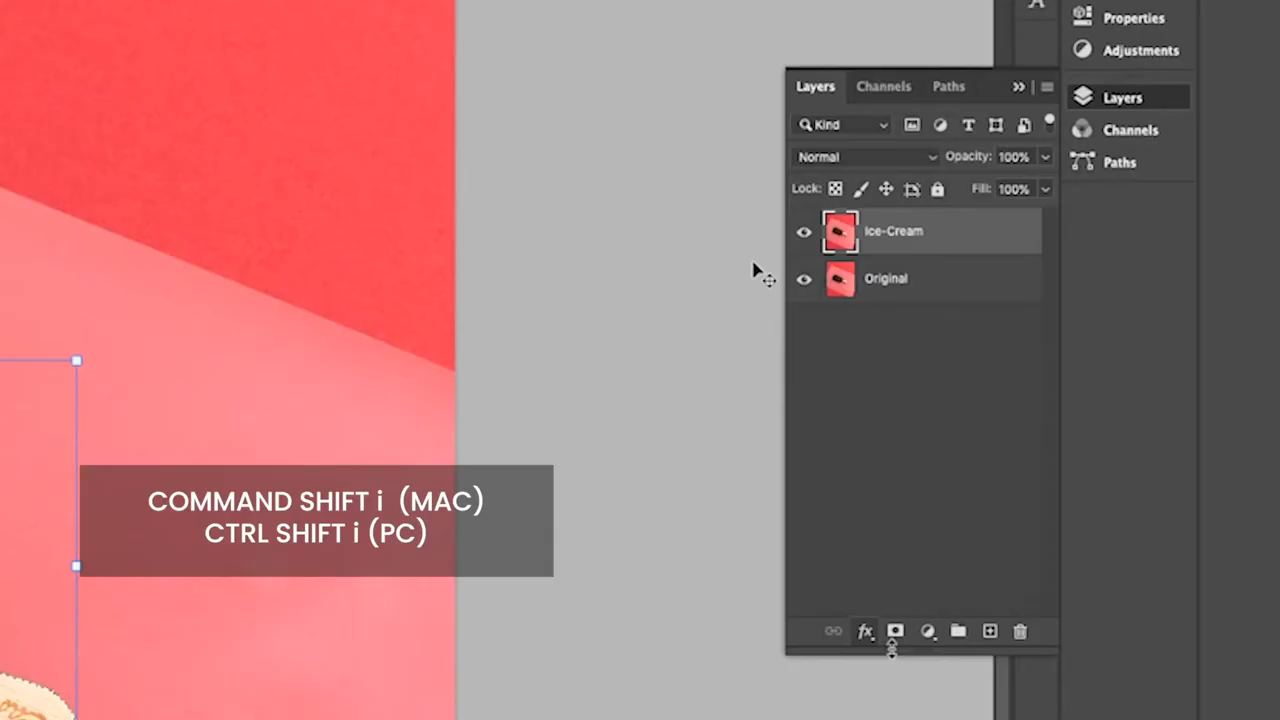 Properties
Adjustments
Layers
Channels
Paths
Layers Channels Paths
Kind
Normal Opacity: 100%
Lock: Fill: 100%
Ice-Cream
Original
fx
COMMAND SHIFT i (MAC)
CTRL SHIFT i (PC)